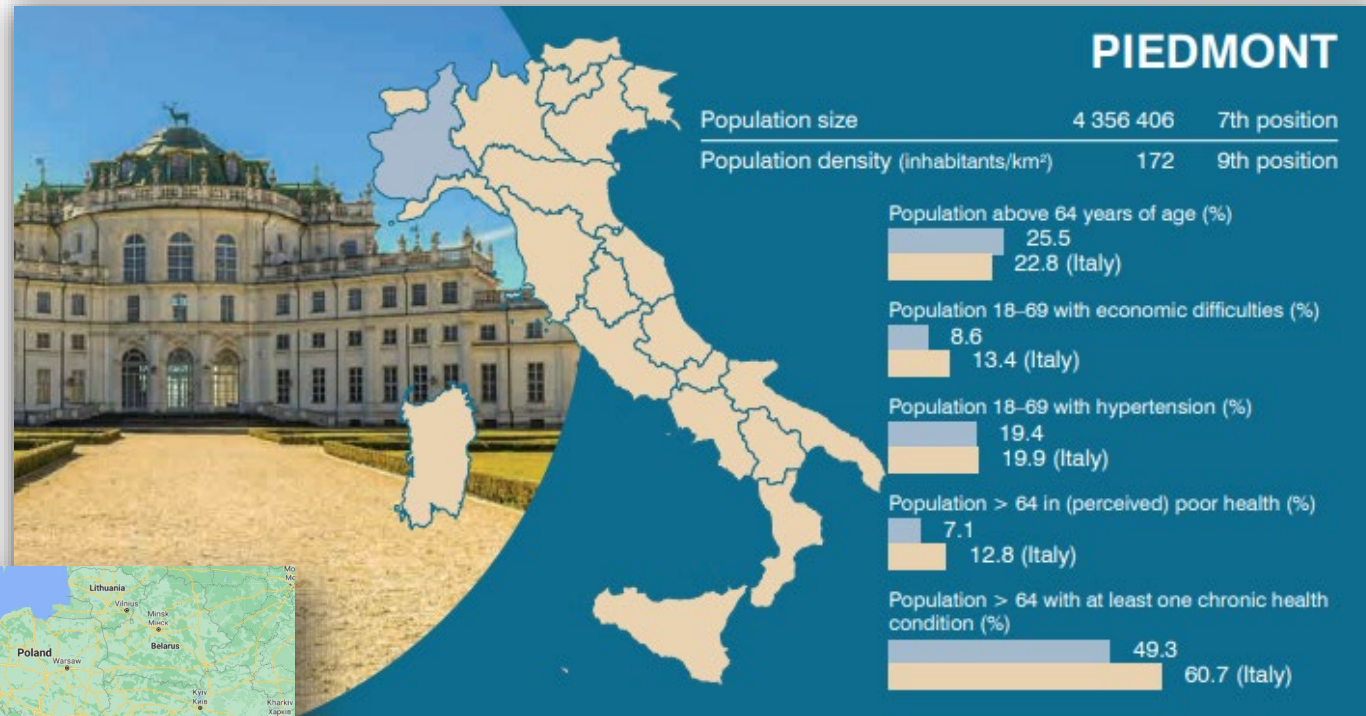 PIEDMONT
Population size 4 356 406 7th position
Population density (inhabitants/km²) 172 9th position
Population above 64 years of age (%)
25.5
22.8 (Italy)
Population 18–69 with economic difficulties (%)
8.6
13.4 (Italy)
Population 18–69 with hypertension (%)
19.4
19.9 (Italy)
Population > 64 in (perceived) poor health (%)
7.1
12.8 (Italy)
Population > 64 with at least one chronic health
condition (%)
49.3
60.7 (Italy)
Lithuania
Vilnius
Minsk
Мінск
Belarus
Poland
Warsaw
Kyiv
Київ
Kharkiv
Харків